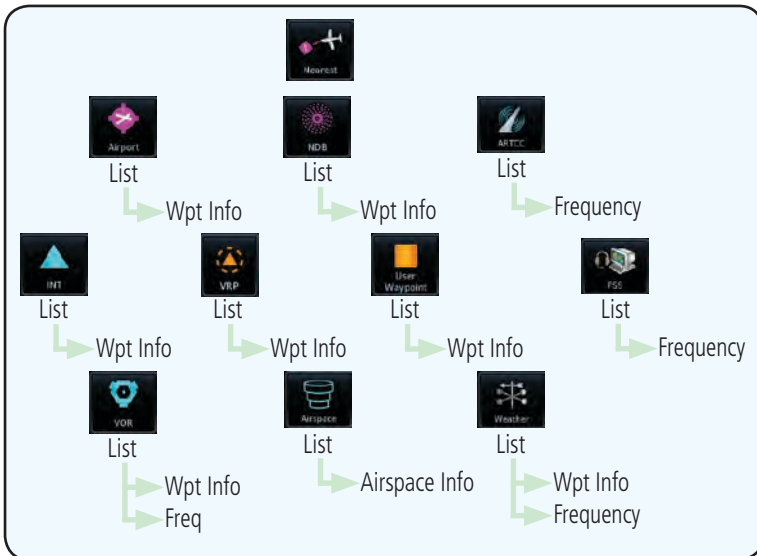 Nearest
Airport
NDB
ARTCC
List
List
List
Wpt Info
Wpt Info
Frequency
INT
VRP
User
Waypoint
FSS
List
List
List
List
Wpt Info
Wpt Info
Wpt Info
Frequency
VOR
Airspace
Weather
List
List
List
Wpt Info
Airspace Info
Wpt Info
Freq
Frequency